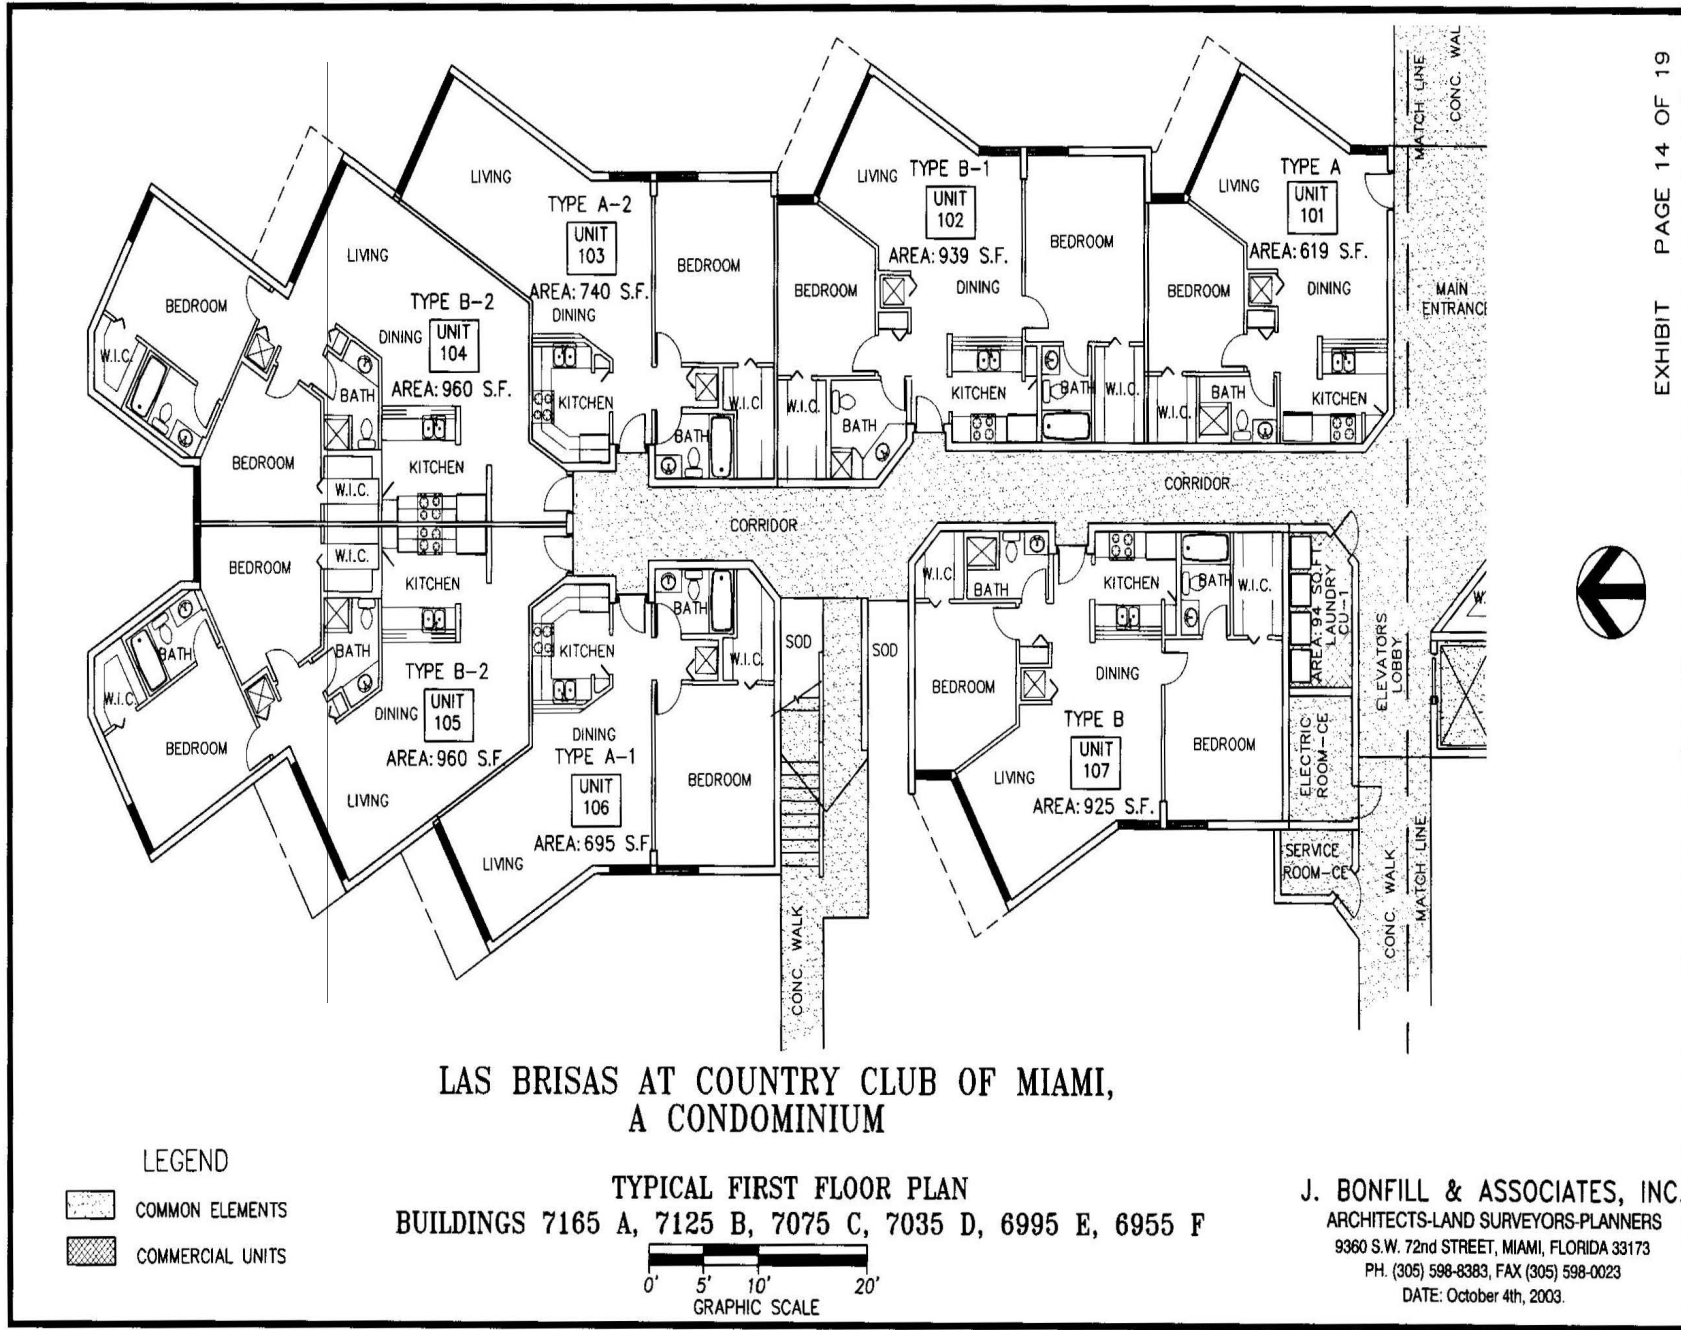 EXHIBIT PAGE 14 OF 19
MATCH LINE
CONC. WAL
LIVING
TYPE A-2
UNIT
103
AREA: 740 S.F.
DINING
BEDROOM
KITCHEN
BATH
W.I.C.
LIVING
TYPE B-1
UNIT
102
AREA: 939 S.F.
BEDROOM
DINING
BEDROOM
KITCHEN
BATH
W.I.C.
W.I.C.
BATH
LIVING
TYPE A
UNIT
101
AREA: 619 S.F.
BEDROOM
DINING
W.I.C.
BATH
KITCHEN
MAIN
ENTRANCE
LIVING
BEDROOM
TYPE B-2
DINING
UNIT
104
AREA: 960 S.F.
W.I.C.
BATH
BEDROOM
KITCHEN
W.I.C.
CORRIDOR
CORRIDOR
W.I.C.
BEDROOM
KITCHEN
BATH
BATH
W.I.C.
TYPE B-2
UNIT
105
DINING
AREA: 960 S.F.
BEDROOM
LIVING
KITCHEN
BATH
W.I.C.
DINING
TYPE A-1
UNIT
106
AREA: 695 S.F.
BEDROOM
LIVING
SOD
SOD
W.I.C.
BATH
KITCHEN
BATH
W.I.C.
BEDROOM
DINING
TYPE B
UNIT
107
AREA: 925 S.F.
LIVING
BEDROOM
AREA: 94 SQ.FT
LAUNDRY
CU-1
ELEVATORS
LOBBY
W.
ELECTRIC
ROOM-CE
SERVICE
ROOM-CE
CONC. WALK
MATCH LINE
CONC. WALK
LAS BRISAS AT COUNTRY CLUB OF MIAMI,
A CONDOMINIUM
LEGEND
COMMON ELEMENTS
COMMERCIAL UNITS
TYPICAL FIRST FLOOR PLAN
BUILDINGS 7165 A, 7125 B, 7075 C, 7035 D, 6995 E, 6955 F
0' 5' 10' 20'
GRAPHIC SCALE
J. BONFILL & ASSOCIATES, INC.
ARCHITECTS-LAND SURVEYORS-PLANNERS
9360 S.W. 72nd STREET, MIAMI, FLORIDA 33173
PH. (305) 598-8383, FAX (305) 598-0023
DATE: October 4th, 2003.